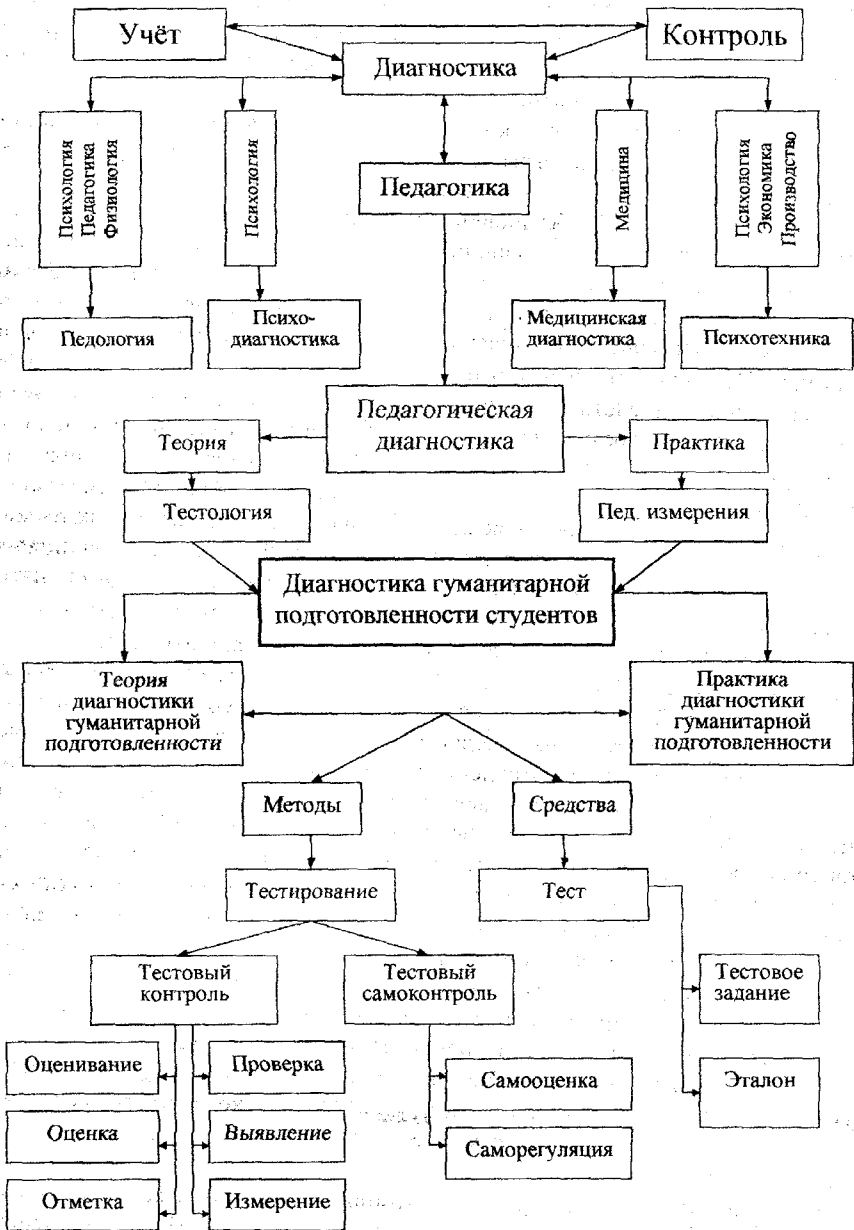 Учёт
Контроль
Диагностика
Психология
Педагогика
Физиология
Психология
Педагогика
Медицина
Психология
Экономика
Производство
Педология
Психо-
диагностика
Медицинская
диагностика
Психотехника
Педагогическая
диагностика
Теория
Практика
Тестология
Пед. измерения
Диагностика гуманитарной
подготовленности студентов
Теория
диагностики
гуманитарной
подготовленности
Практика
диагностики
гуманитарной
подготовленности
Методы
Средства
Тестирование
Тест
Тестовый
контроль
Тестовый
самоконтроль
Тестовое
задание
Оценивание
Проверка
Самооценка
Эталон
Оценка
Выявление
Саморегуляция
Отметка
Измерение